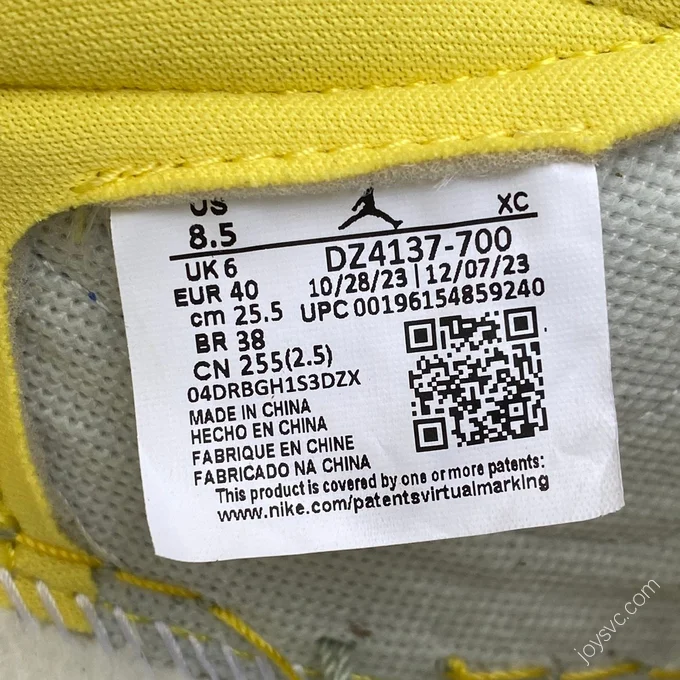 US XC
8.5 DZ4137-700
UK 6 10/28/23 | 12/07/23
EUR 40 UPC 00196154859240
cm 25.5
BR 38
CN 255(2.5)
04DRBGH1S3DZX
MADE IN CHINA
HECHO EN CHINA
FABRIQUE EN CHINE
FABRICADO NA CHINA
This product is covered by one or more patents:
www.nike.com/patentsvirtualmarking
joysvc.com